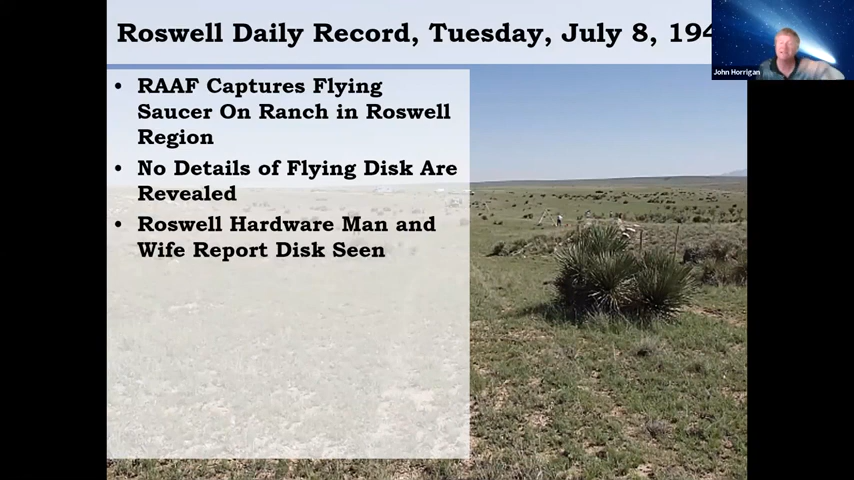 Roswell Daily Record, Tuesday, July 8, 194
John Horrigan
• RAAF Captures Flying
Saucer On Ranch in Roswell
Region
• No Details of Flying Disk Are
Revealed
• Roswell Hardware Man and
Wife Report Disk Seen